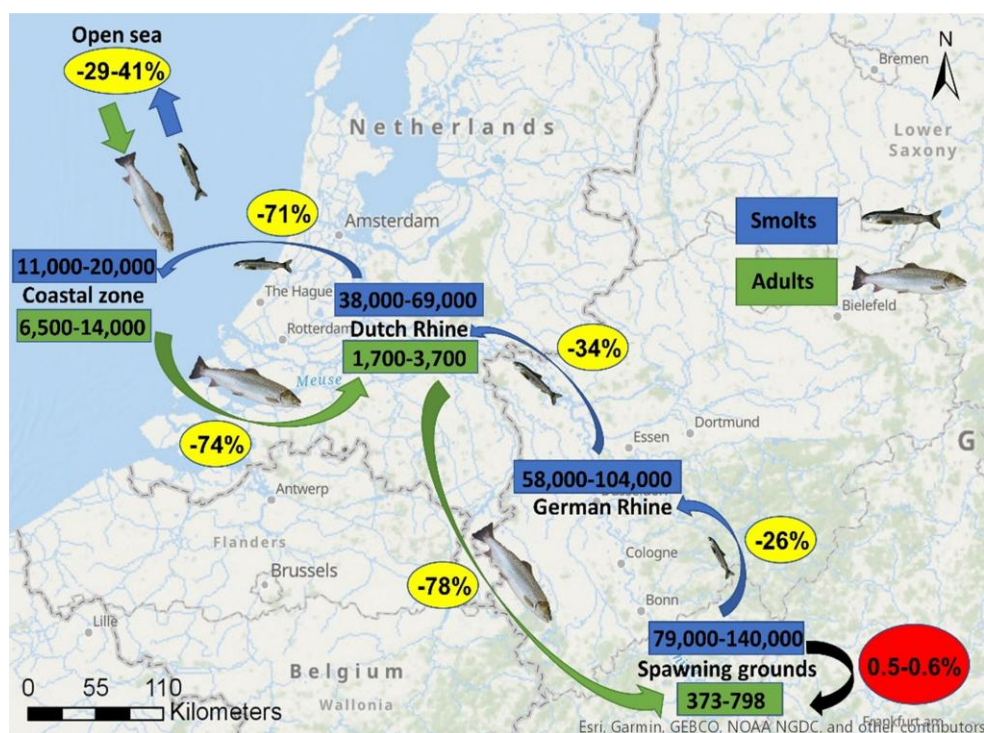 Open sea
-29-41%
N
Bremen
Netherlands
Lower
Saxony
-71%
Amsterdam
Smolts
11,000-20,000
Coastal zone
6,500-14,000
The Hague
38,000-69,000
Rotterdam
Dutch Rhine
1,700-3,700
Adults
Bielefeld
Meuse
-34%
-74%
Dortmund
Essen
G
58,000-104,000
German Rhine
Antwerp
Flanders
-26%
Cologne
Brussels
-78%
Bonn
Lille
79,000-140,000
Spawning grounds
373-798
0.5-0.6%
Belgium
Wallonia
0 55 110
Kilometers
Frankfurt am
Esri, Garmin, GEBCO, NOAA NGDC, and other contributors